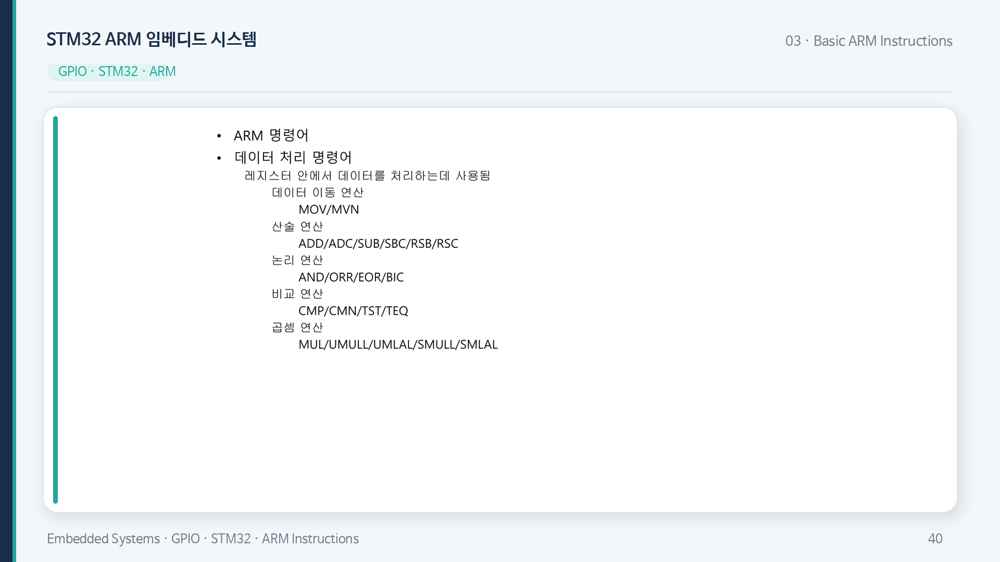 STM32 ARM 임베디드 시스템
03 · Basic ARM Instructions
GPIO · STM32 · ARM
• ARM 명령어
• 데이터 처리 명령어
레지스터 안에서 데이터를 처리하는데 사용됨
데이터 이동 연산
MOV/MVN
산술 연산
ADD/ADC/SUB/SBC/RSB/RSC
논리 연산
AND/ORR/EOR/BIC
비교 연산
CMP/CMN/TST/TEQ
곱셈 연산
MUL/UMULL/UMLAL/SMULL/SMLAL
Embedded Systems · GPIO · STM32 · ARM Instructions
40